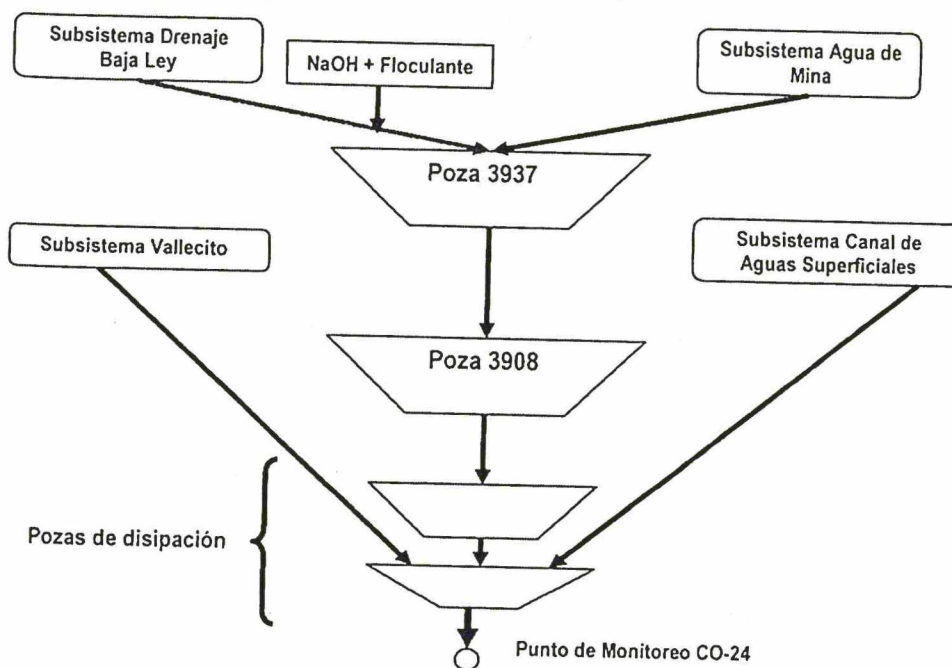 Subsistema Drenaje
Baja Ley
NaOH + Floculante
Subsistema Agua de
Mina
Poza 3937
Subsistema Vallecito
Subsistema Canal de
Aguas Superficiales
Poza 3908
Pozas de disipación
Punto de Monitoreo CO-24